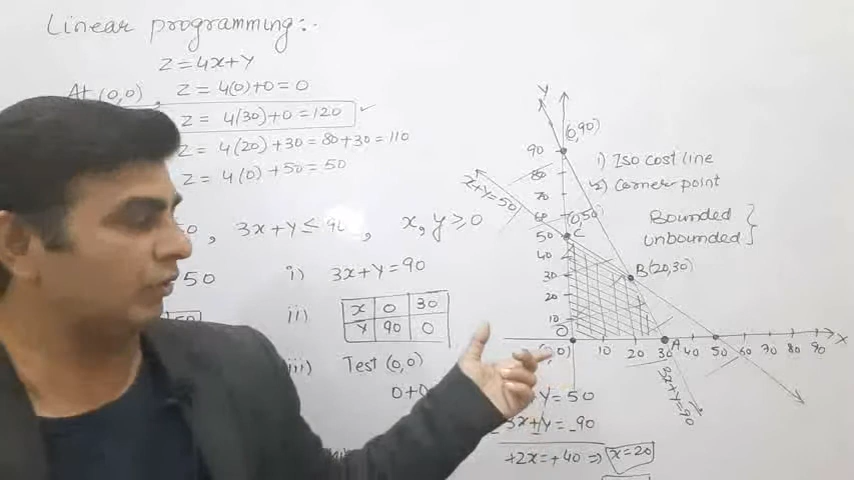 Linear programming:-
Z = 4x+Y
At (0,0), Z = 4(0)+0 = 0
Z = 4(30)+0 = 120 ✓
Z = 4(20)+30 = 80+30 = 110
Z = 4(0)+50 = 50
50, 3x+Y ≤ 90, x, y ≥ 0
50
i) 3x+Y = 90
ii)
X 0 30
Y 90 0
iii) Test (0,0)
0+0
Y
(0,90)
90
80
70
60
50
40
30
20
10
0
X+Y=50
(0,50)
C
B(20,30)
A
10 20 30 40 50 60 70 80 90 X
3x+Y=90
1) Iso cost line
2) Corner point
Bounded
unbounded
Y = 50
3x+Y = 90
+2x = +40 ⇒ x=20